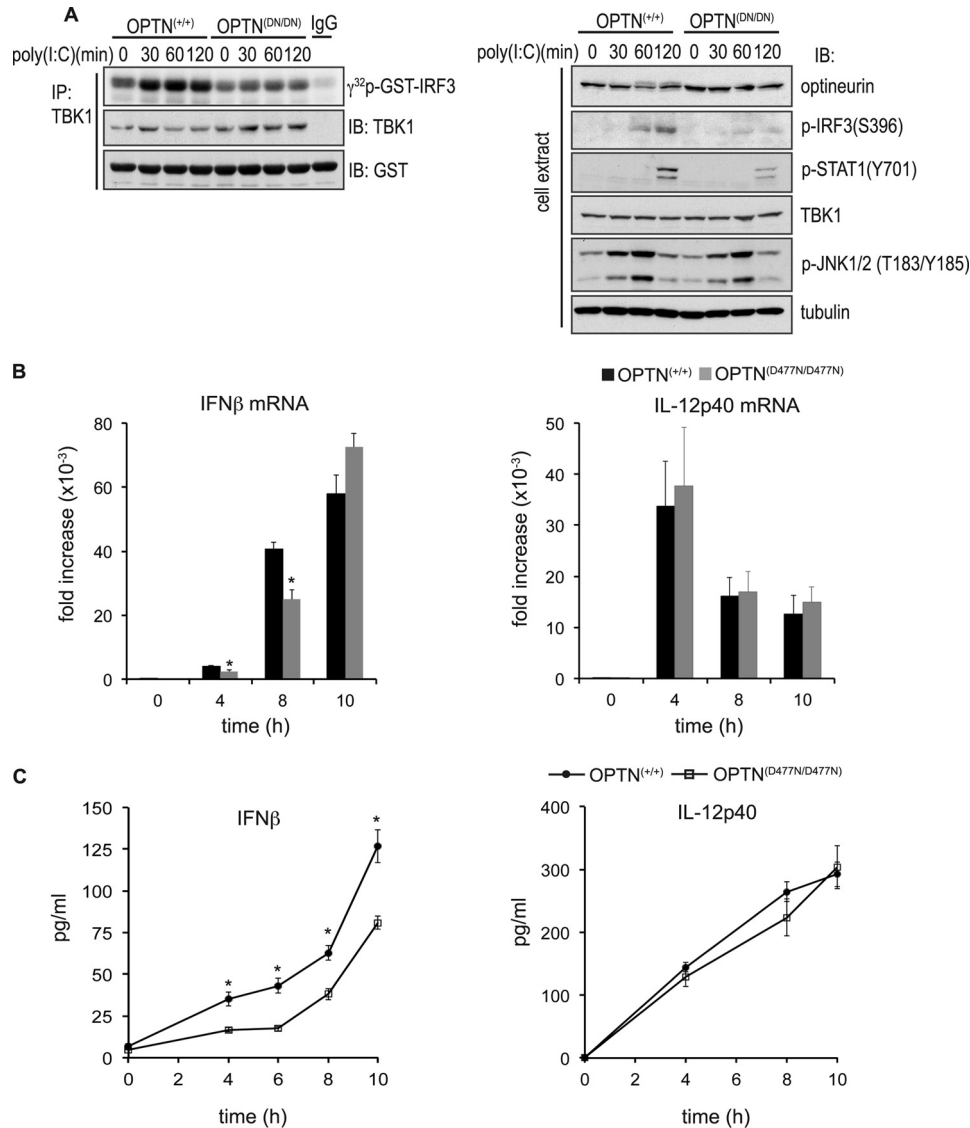 A
OPTN(+/+) OPTN(DN/DN) IgG
poly(I:C)(min) 0 30 60 120 0 30 60 120
IP:
TBK1
γ32p-GST-IRF3
IB: TBK1
IB: GST
OPTN(+/+) OPTN(DN/DN)
poly(I:C)(min) 0 30 60 120 0 30 60 120 IB:
cell extract
optineurin
p-IRF3(S396)
p-STAT1(Y701)
TBK1
p-JNK1/2 (T183/Y185)
tubulin
B
OPTN(+/+) OPTN(D477N/D477N)
IFNβ mRNA
fold increase (x10-3)
80
60
40
20
0
* *
0 4 8 10
time (h)
IL-12p40 mRNA
fold increase (x10-3)
50
40
30
20
10
0
0 4 8 10
time (h)
C
OPTN(+/+) OPTN(D477N/D477N)
IFNβ
pg/ml
150
125
100
75
50
25
0
* * * *
0 2 4 6 8 10
time (h)
IL-12p40
pg/ml
400
300
200
100
0
0 2 4 6 8 10
time (h)